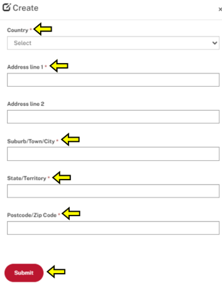 Create
×
Country *
Select
Address line 1 *
Address line 2
Suburb/Town/City *
State/Territory *
Postcode/Zip Code *
Submit